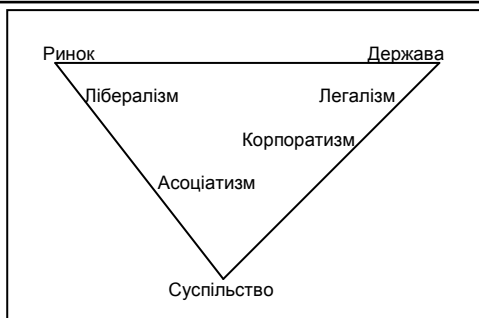 Ринок Держава
Лібералізм Легалізм
Корпоратизм
Асоціатизм
Суспільство